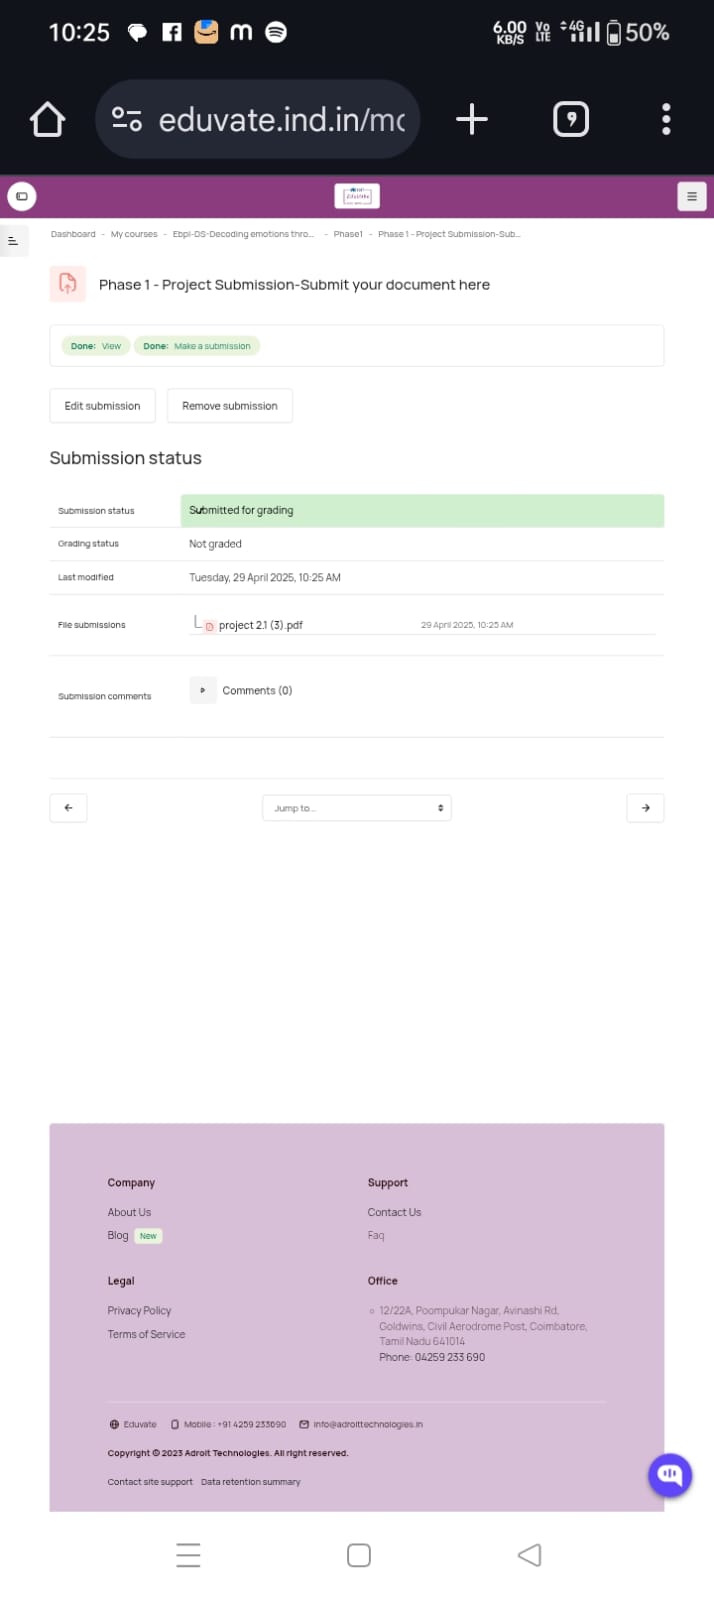 10:25
6.00 KB/S Vo LTE 4G 50%
eduvate.ind.in/mo
9
Dashboard - My courses - Ebpl-DS-Decoding emotions thro... - Phase1 - Phase 1 - Project Submission-Sub...
Phase 1 - Project Submission-Submit your document here
Done: View Done: Make a submission
Edit submission Remove submission
Submission status
Submission status Submitted for grading
Grading status Not graded
Last modified Tuesday, 29 April 2025, 10:25 AM
File submissions project 2.1 (3).pdf 29 April 2025, 10:25 AM
Submission comments Comments (0)
Jump to...
Company Support
About Us Contact Us
Blog New Faq
Legal Office
Privacy Policy 12/22A, Poompukar Nagar, Avinashi Rd,
Goldwins, Civil Aerodrome Post, Coimbatore,
Terms of Service Tamil Nadu 641014
Phone: 04259 233 690
Eduvate Mobile : +91 4259 233690 info@adroittechnologies.in
Copyright © 2023 Adroit Technologies. All right reserved.
Contact site support Data retention summary